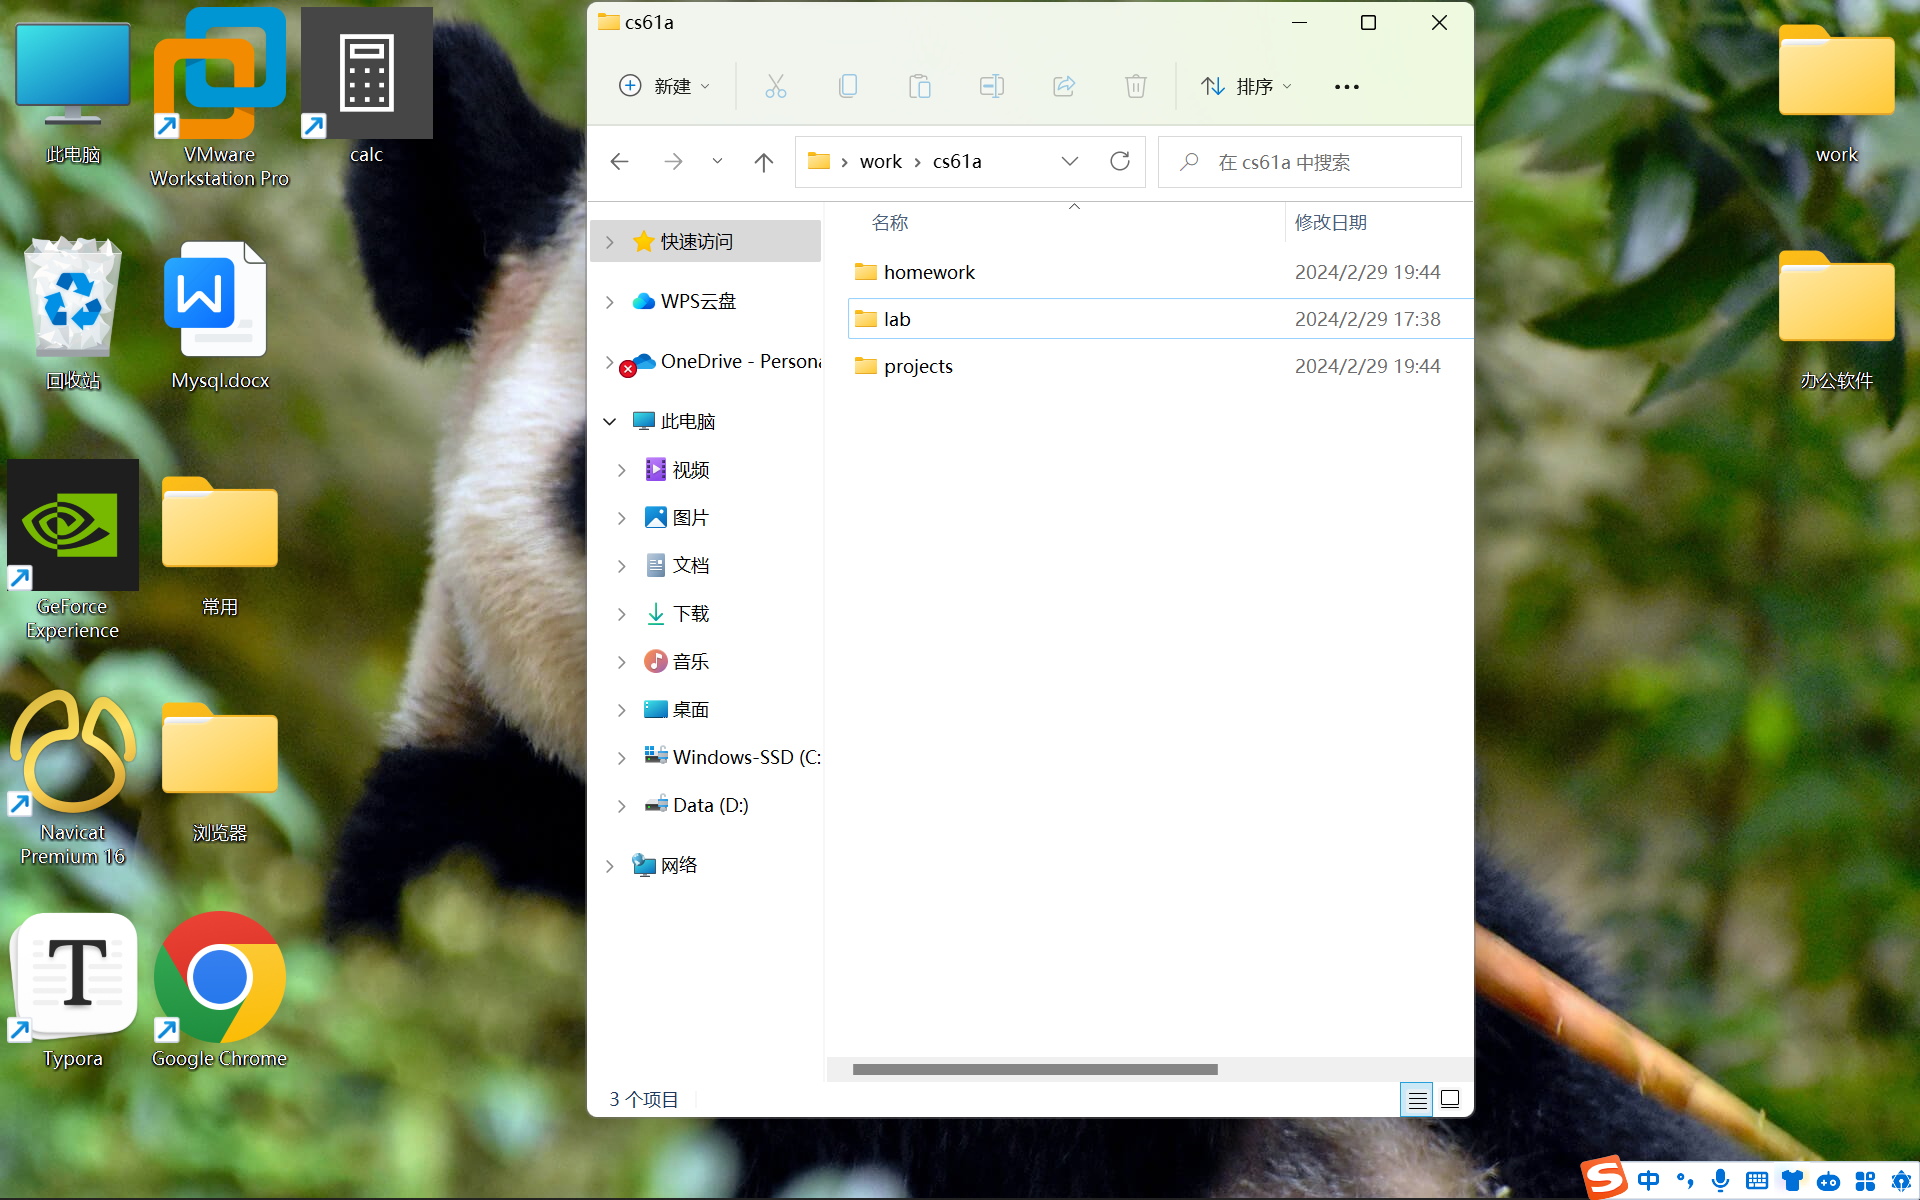 cs61a
新建
排序
work
cs61a
在 cs61a 中搜索
名称
修改日期
homework
2024/2/29 19:44
lab
2024/2/29 17:38
projects
2024/2/29 19:44
快速访问
WPS云盘
OneDrive - Persona
此电脑
视频
图片
文档
下载
音乐
桌面
Windows-SSD (C:
Data (D:)
网络
3 个项目
此电脑
VMware
Workstation Pro
calc
回收站
W
Mysql.docx
GeForce
Experience
常用
Navicat
Premium 16
浏览器
T
Typora
Google Chrome
work
办公软件
S
中